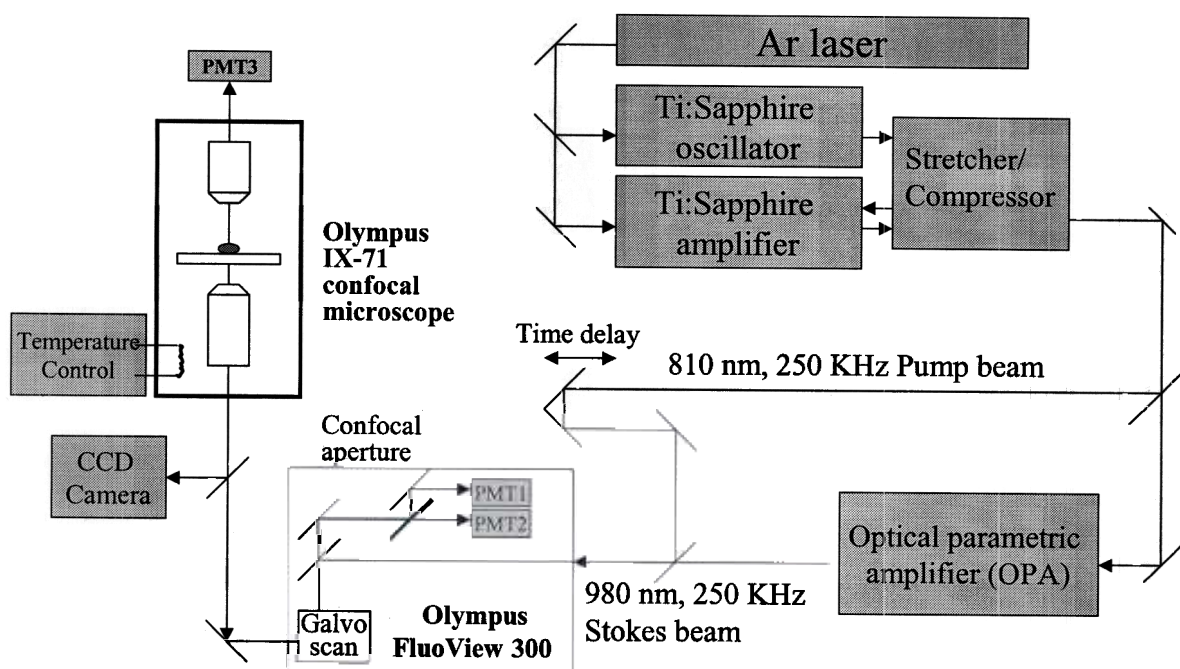 Ar laser
PMT3
Ti:Sapphire
oscillator
Stretcher/
Compressor
Ti:Sapphire
amplifier
Olympus
IX-71
confocal
microscope
Temperature
Control
Time delay
810 nm, 250 KHz Pump beam
Confocal
aperture
CCD
Camera
PMT1
PMT2
Optical parametric
amplifier (OPA)
980 nm, 250 KHz
Stokes beam
Galvo
scan
Olympus
FluoView 300